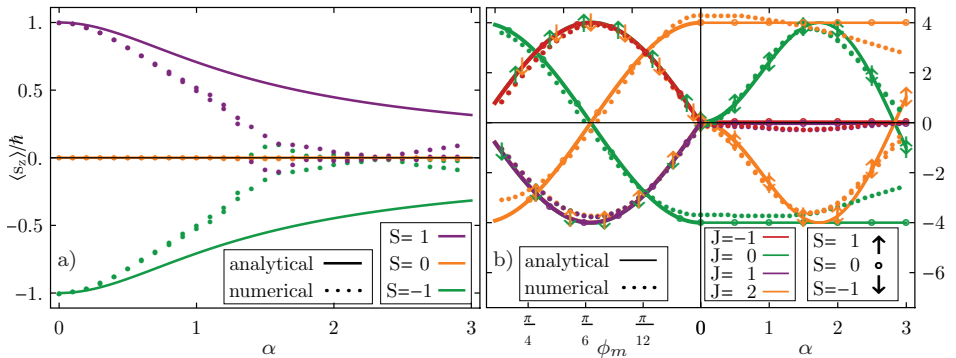 ⟨s_z⟩/ℏ
1.
0.5
0.
−0.5
−1.
a)
analytical
numerical
S= 1
S= 0
S=−1
0
1
2
3
α
b)
analytical
numerical
J=−1
J= 0
J= 1
J= 2
S= 1
S= 0
S=−1
4
2
0
−2
−4
−6
π/4
π/6
π/12
0
1
2
3
ϕ_m
α